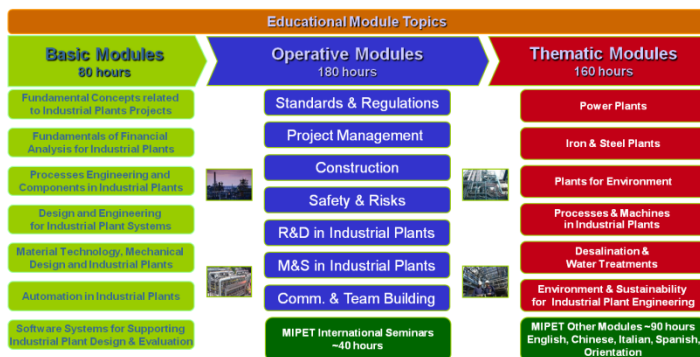 Educational Module Topics
Basic Modules
80 hours
Fundamental Concepts related
to Industrial Plants Projects
Fundamentals of Financial
Analysis for Industrial Plants
Processes Engineering and
Components in Industrial Plants
Design and Engineering
for Industrial Plant Systems
Material Technology, Mechanical
Design and Industrial Plants
Automation in Industrial Plants
Software Systems for Supporting
Industrial Plant Design & Evaluation
Operative Modules
180 hours
Standards & Regulations
Project Management
Construction
Safety & Risks
R&D in Industrial Plants
M&S in Industrial Plants
Comm. & Team Building
MIPET International Seminars
~40 hours
Thematic Modules
160 hours
Power Plants
Iron & Steel Plants
Plants for Environment
Processes & Machines
in Industrial Plants
Desalination &
Water Treatments
Environment & Sustainability
for Industrial Plant Engineering
MIPET Other Modules ~90 hours
English, Chinese, Italian, Spanish,
Orientation